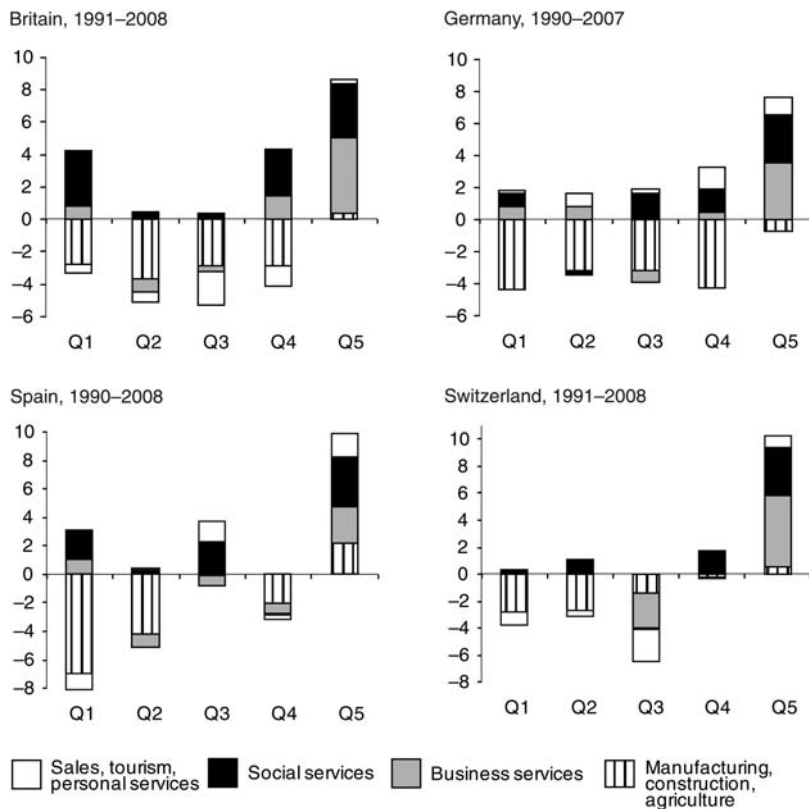 Britain, 1991–2008
10
8
6
4
2
0
–2
–4
–6
Q1 Q2 Q3 Q4 Q5
Germany, 1990–2007
10
8
6
4
2
0
–2
–4
–6
Q1 Q2 Q3 Q4 Q5
Spain, 1990–2008
10
8
6
4
2
0
–2
–4
–6
–8
Q1 Q2 Q3 Q4 Q5
Switzerland, 1991–2008
10
8
6
4
2
0
–2
–4
–6
–8
Q1 Q2 Q3 Q4 Q5
Sales, tourism,
personal services
Social services
Business services
Manufacturing,
construction,
agriculture